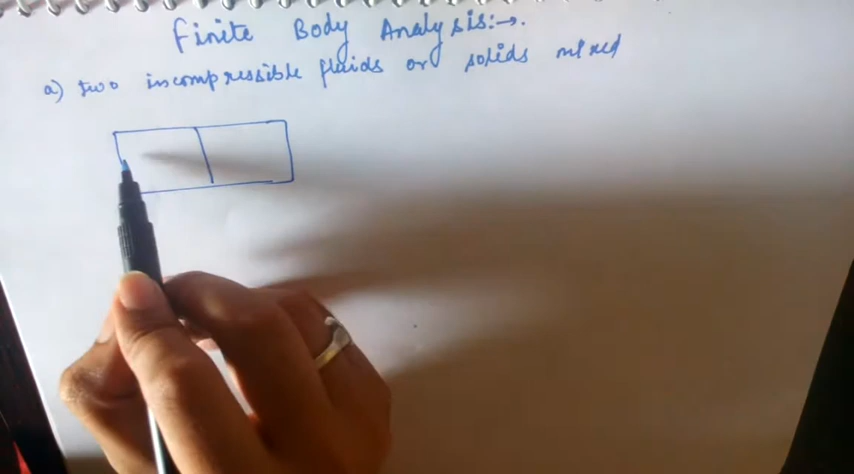 Finite Body Analysis:→.
a) two incompressible fluids or solids mixed